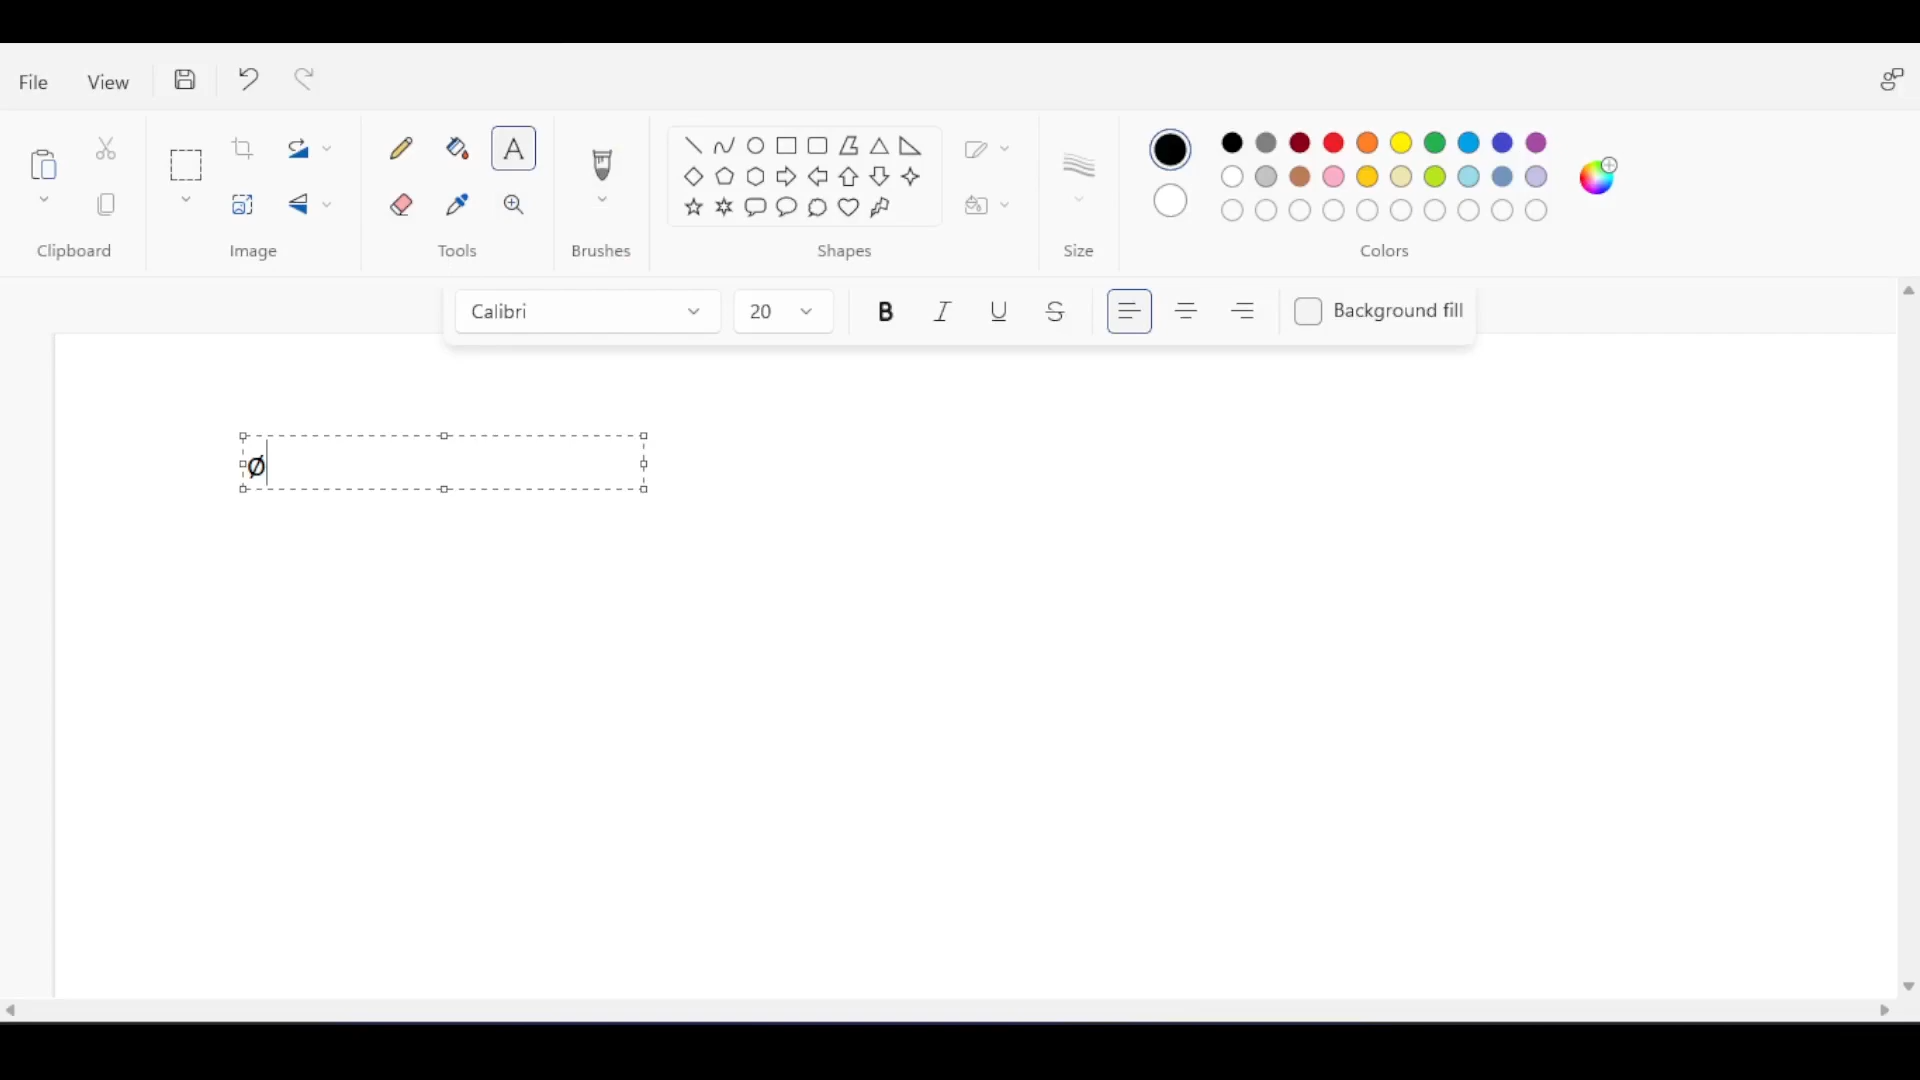 File View
Clipboard Image Tools Brushes Shapes Size Colors
Calibri 20 B I U S Background fill
Ø